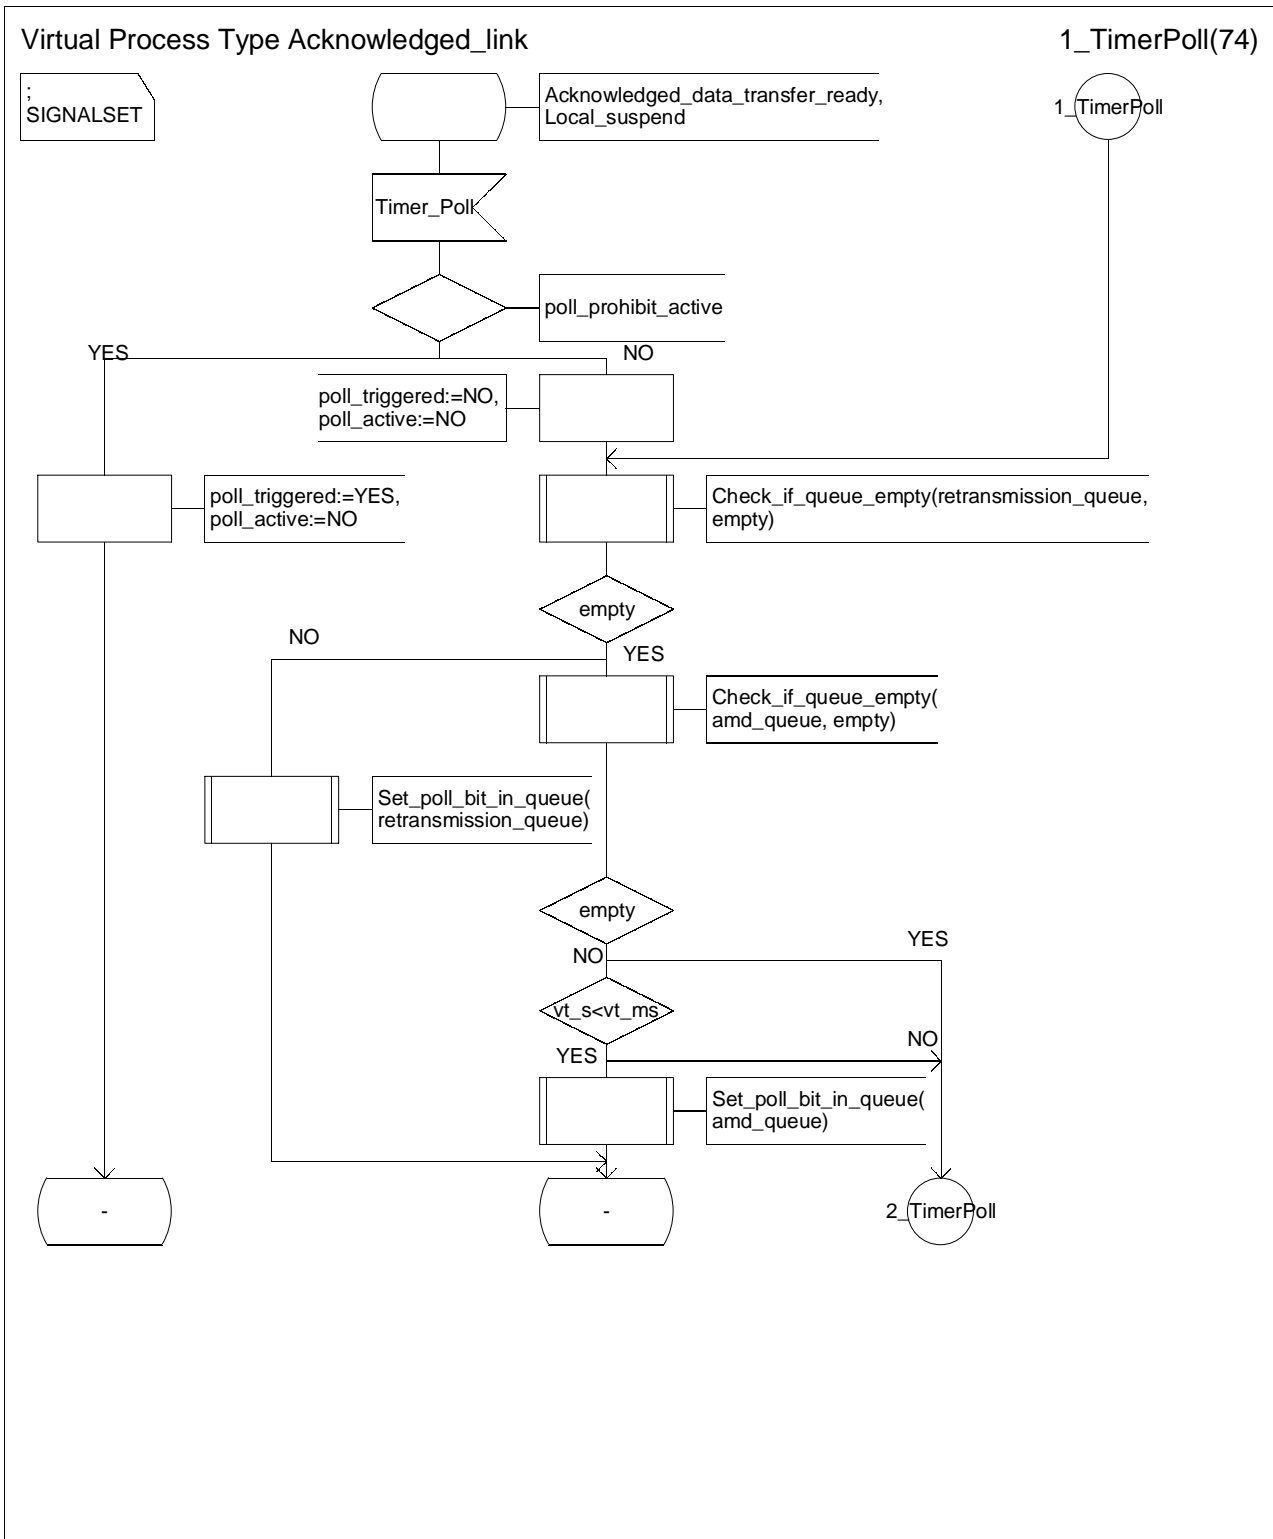 Virtual Process Type Acknowledged_link
1_TimerPoll(74)
;
SIGNALSET
Acknowledged_data_transfer_ready,
Local_suspend
1_TimerPoll
Timer_Poll
poll_prohibit_active
YES
NO
poll_triggered:=NO,
poll_active:=NO
poll_triggered:=YES,
poll_active:=NO
Check_if_queue_empty(retransmission_queue,
empty)
empty
NO
YES
Check_if_queue_empty(
amd_queue, empty)
Set_poll_bit_in_queue(
retransmission_queue)
empty
YES
NO
vt_s<vt_ms
NO
YES
Set_poll_bit_in_queue(
amd_queue)
-
-
2_TimerPoll